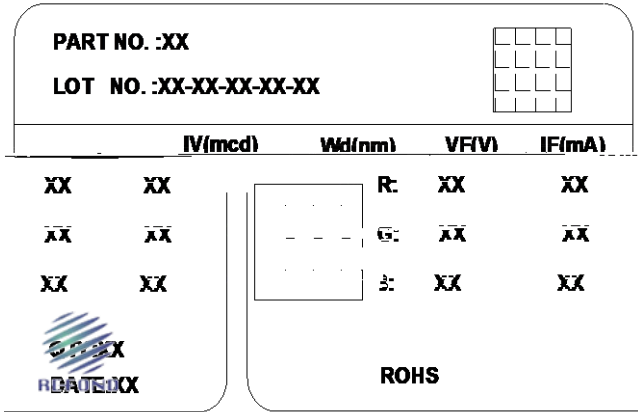 PART NO. :XX
LOT NO. :XX-XX-XX-XX-XX
IV(mcd) Wd(nm) VF(V) IF(mA)
XX XX R: XX XX
XX XX G: XX XX
XX XX XX XX
XX
DATE:XX
ROHS